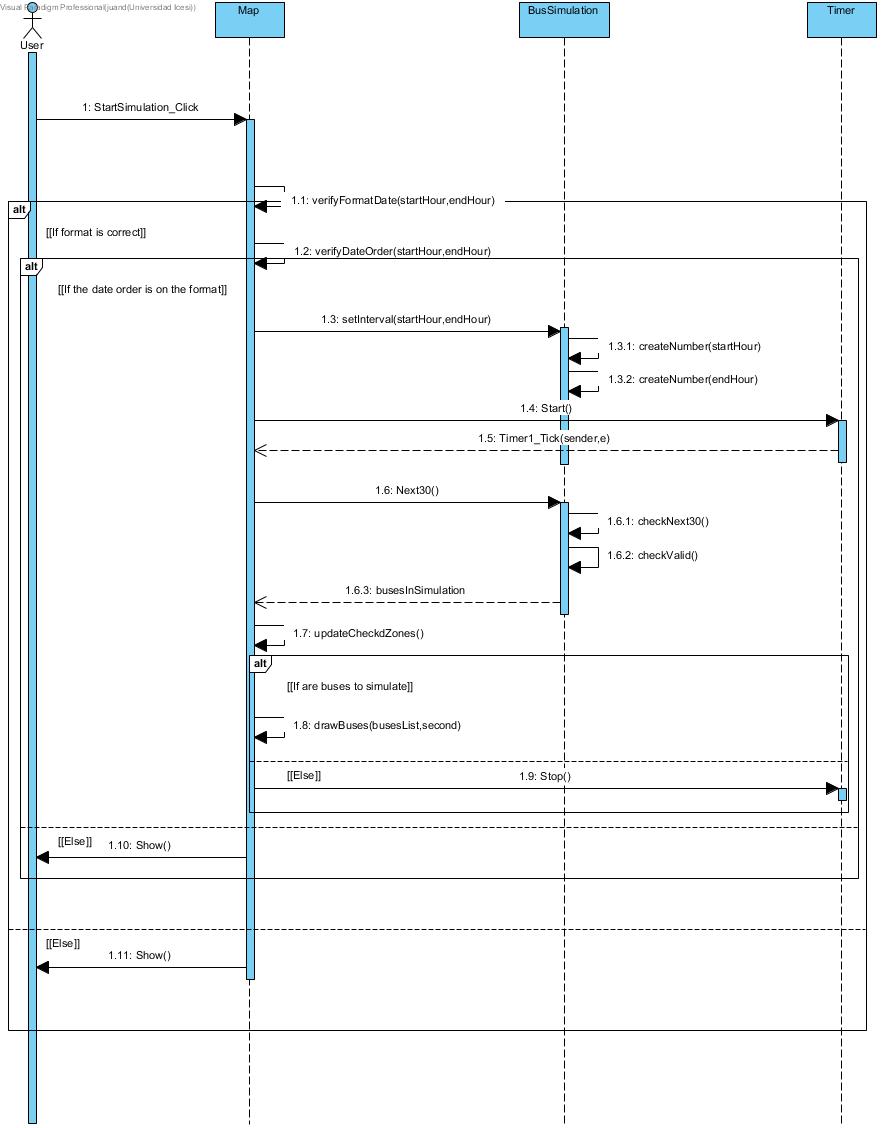 Visual Paradigm Professional(juand(Universidad Icesi))
User
Map
BusSimulation
Timer
1: StartSimulation_Click
1.1: verifyFormatDate(startHour,endHour)
alt
[[If format is correct]]
1.2: verifyDateOrder(startHour,endHour)
alt
[[If the date order is on the format]]
1.3: setInterval(startHour,endHour)
1.3.1: createNumber(startHour)
1.3.2: createNumber(endHour)
1.4: Start()
1.5: Timer1_Tick(sender,e)
1.6: Next30()
1.6.1: checkNext30()
1.6.2: checkValid()
1.6.3: busesInSimulation
1.7: updateCheckdZones()
alt
[[If are buses to simulate]]
1.8: drawBuses(busesList,second)
[[Else]]
1.9: Stop()
[[Else]]
1.10: Show()
[[Else]]
1.11: Show()